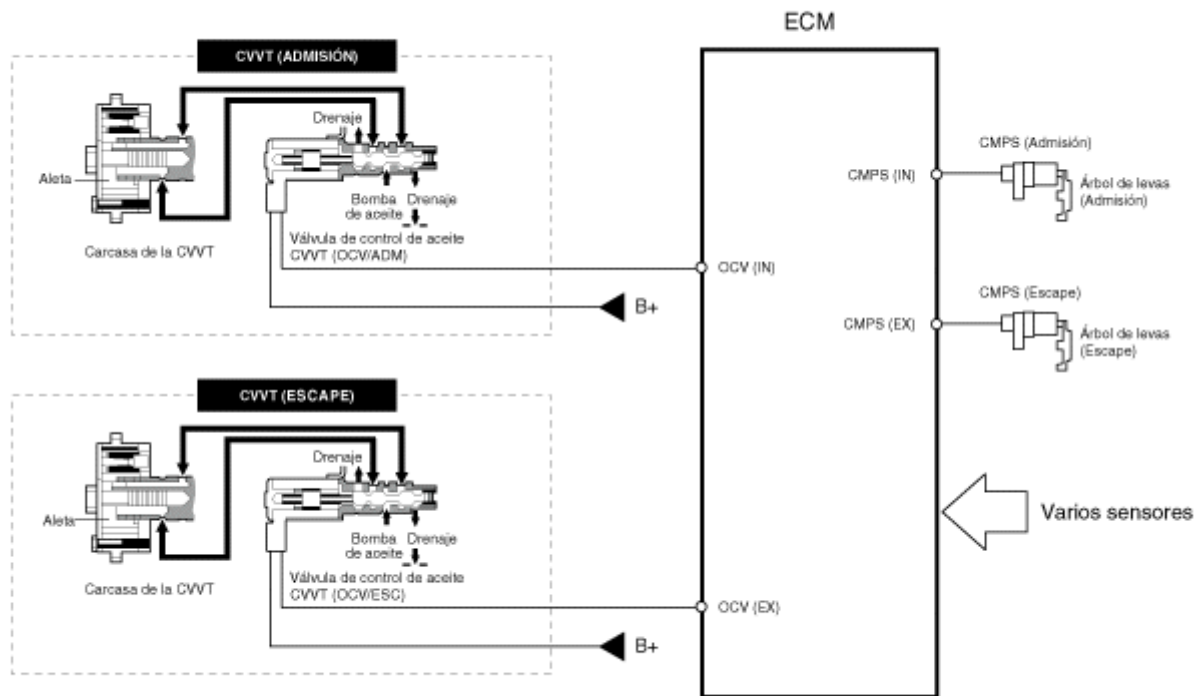 ECM
CVVT (ADMISIÓN)
Drenaje
Aleta
Bomba
de aceite
Drenaje
Carcasa de la CVVT
Válvula de control de aceite
CVVT (OCV/ADM)
B+
OCV (IN)
CMPS (IN)
CMPS (Admisión)
Árbol de levas
(Admisión)
CMPS (EX)
CMPS (Escape)
Árbol de levas
(Escape)
CVVT (ESCAPE)
Drenaje
Aleta
Bomba
de aceite
Drenaje
Carcasa de la CVVT
Válvula de control de aceite
CVVT (OCV/ESC)
B+
OCV (EX)
Varios sensores